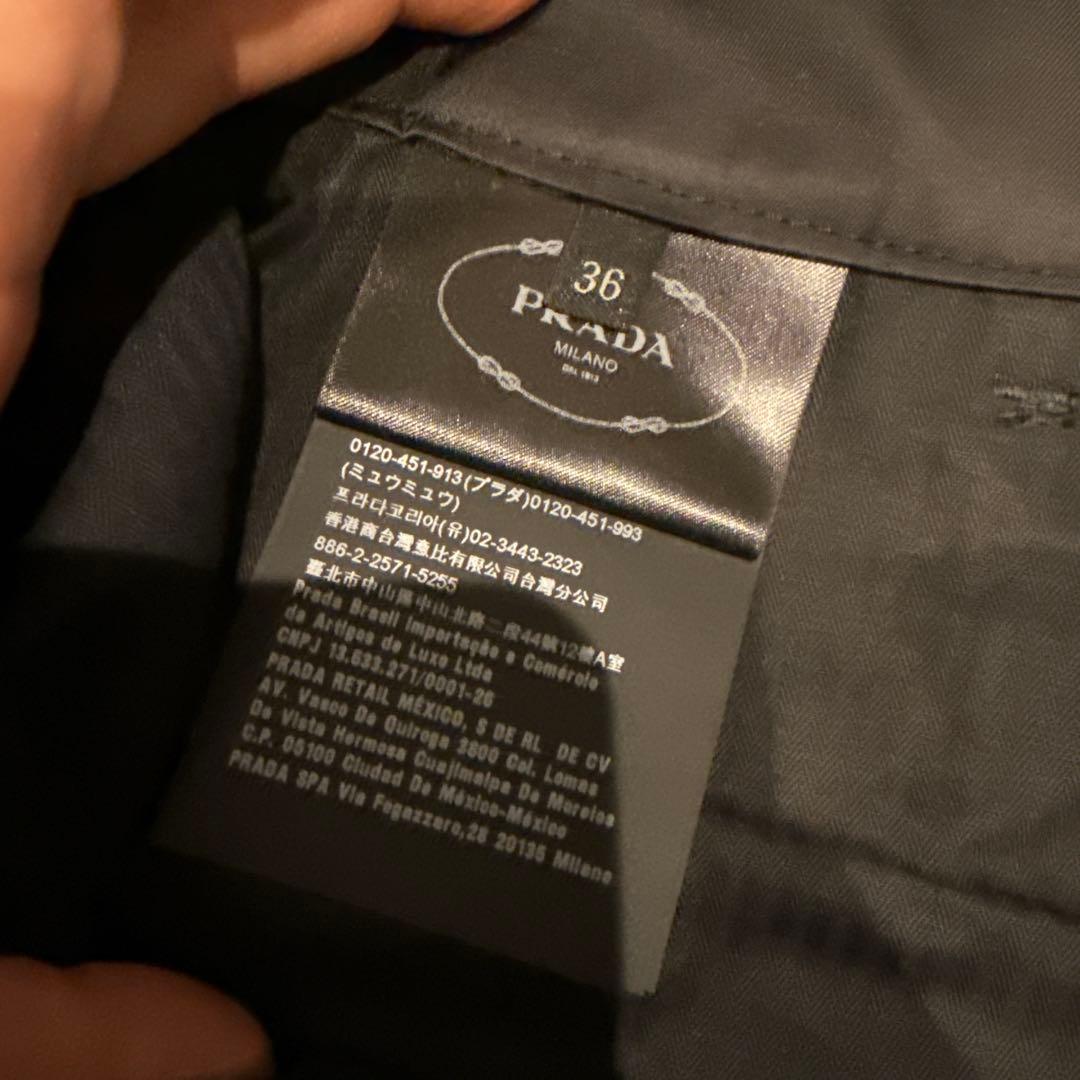 36
PRADA
MILANO
DAL 1913
0120-451-913(プラダ)0120-451-993
(ミュウミュウ)
프라다코리아(유)02-3443-2323
香港商台灣惫比有限公司台灣分公司
886-2-2571-5255
臺北市中山區中山北路二段44號12樓A室
Prada Brasil Importação e Comércio
de Artigos de Luxo Ltda
CNPJ 13.533.271/0001-26
PRADA RETAIL MÉXICO, S DE RL DE CV
AV. Vasco De Quiroga 3800 Col. Lomas
De Vista Hermosa Cuajimalpa De Morelos
C.P. 05100 Ciudad De México-México
PRADA SPA Via Fogazzaro,28 20135 Milano